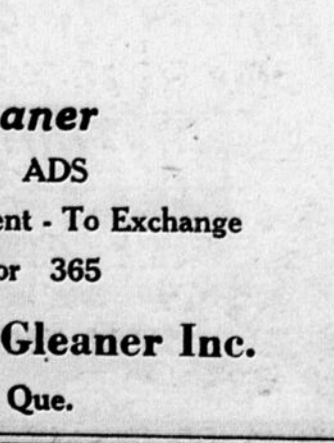 aner
ADS
ent - To Exchange
or 365
Gleaner Inc.
Que.